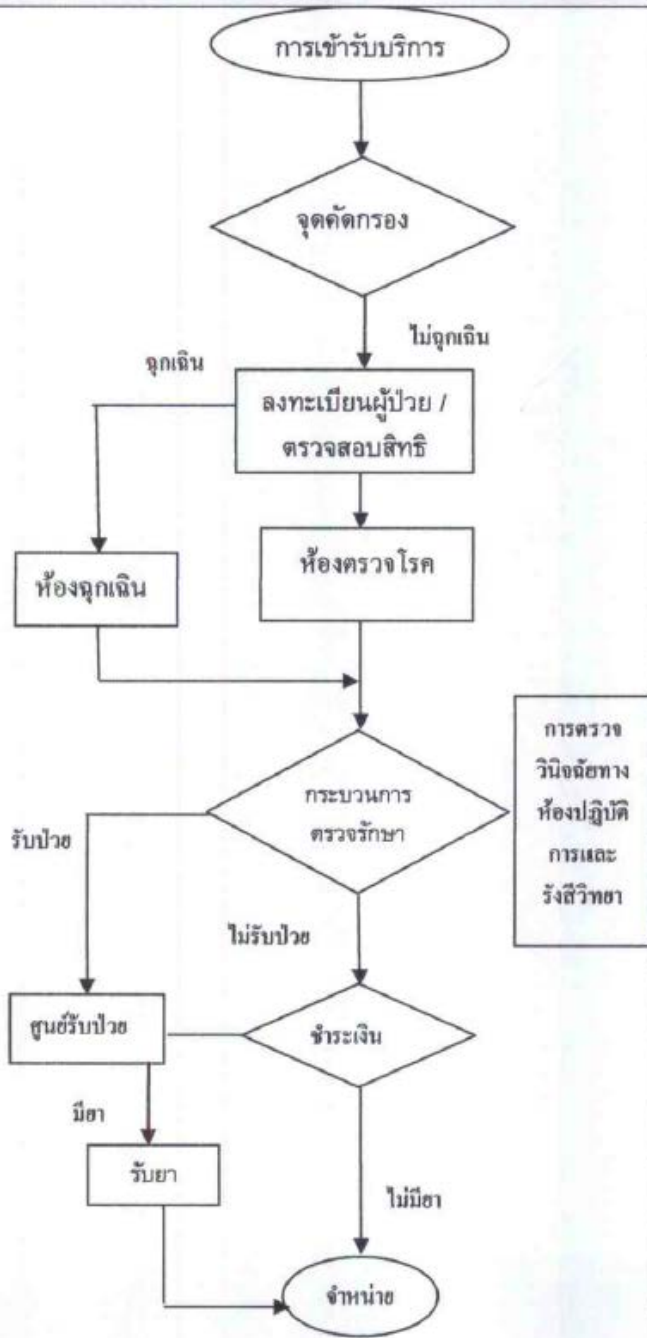 การเข้ารับบริการ
จุดคัดกรอง
ไม่ฉุกเฉิน
ฉุกเฉิน
ลงทะเบียนผู้ป่วย /
ตรวจสอบสิทธิ
ห้องตรวจโรค
ห้องฉุกเฉิน
การตรวจ
วินิจฉัยทาง
ห้องปฎิบัติ
การและ
รังสีวิทยา
กระบวนการ
ตรวจรักษา
รับป่วย
ไม่รับป่วย
ศูนย์รับป่วย
ชำระเงิน
มียา
รับยา
ไม่มียา
จำหน่าย